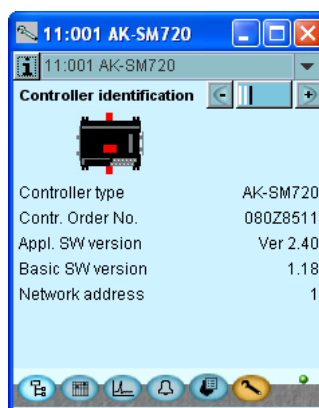 11:001 AK-SM720
11:001 AK-SM720
Controller identification
Controller type AK-SM720
Contr. Order No. 080Z8511
Appl. SW version Ver 2.40
Basic SW version 1.18
Network address 1